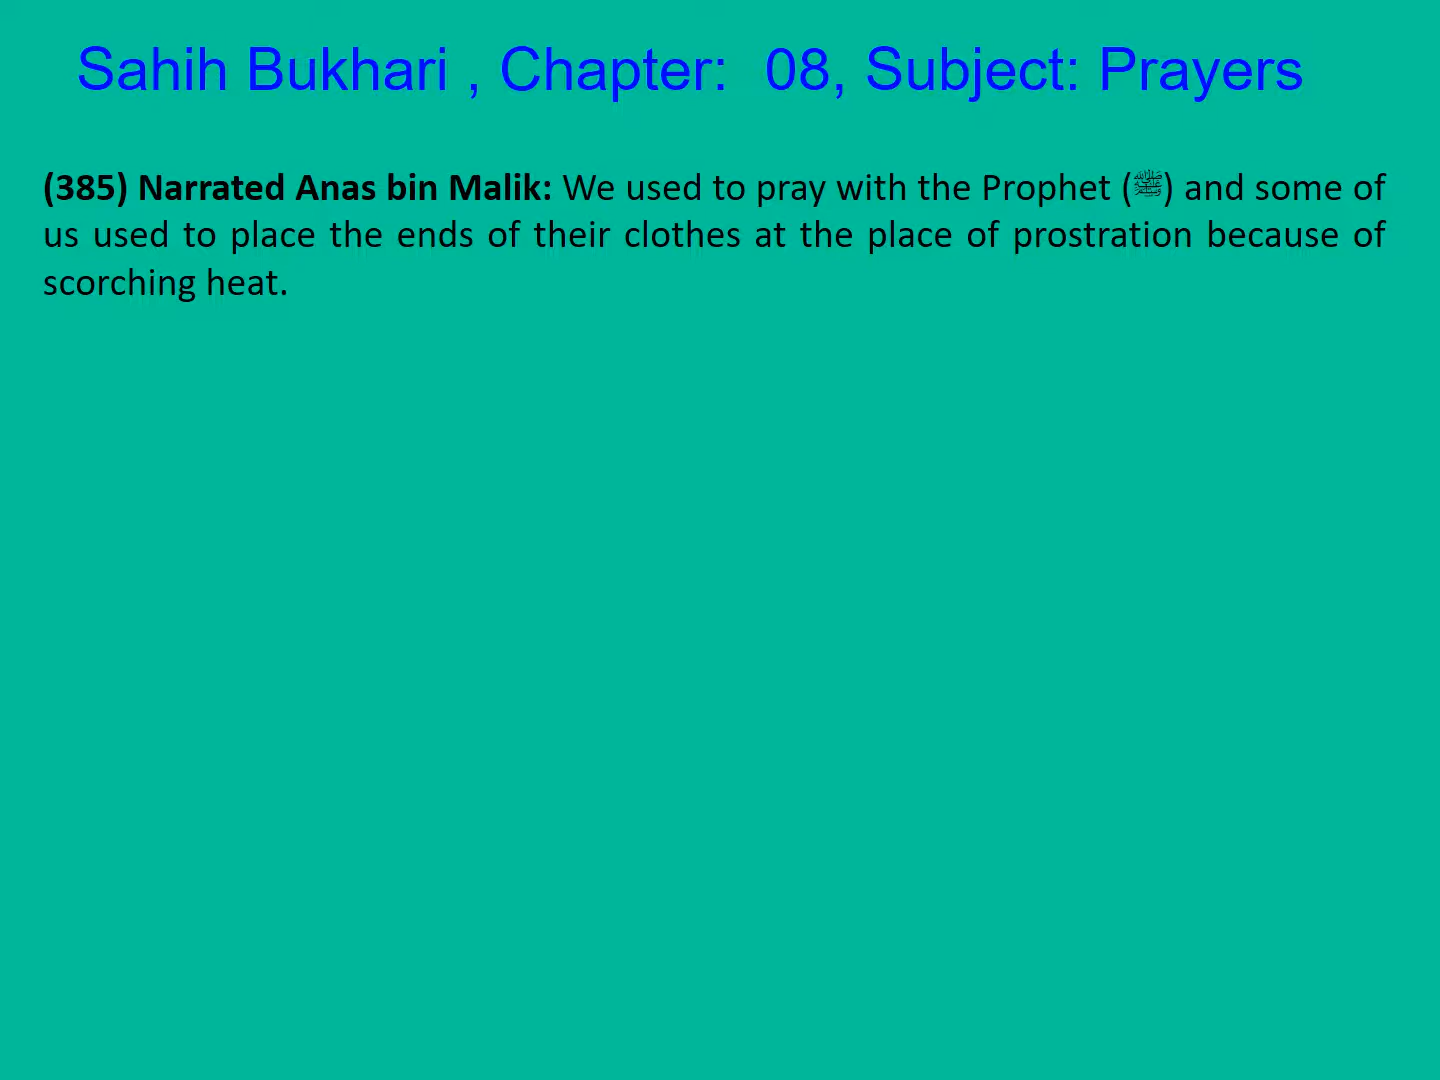 Sahih Bukhari , Chapter:  08, Subject: Prayers
(385) Narrated Anas bin Malik: We used to pray with the Prophet (ﷺ) and some of
us used to place the ends of their clothes at the place of prostration because of
scorching heat.